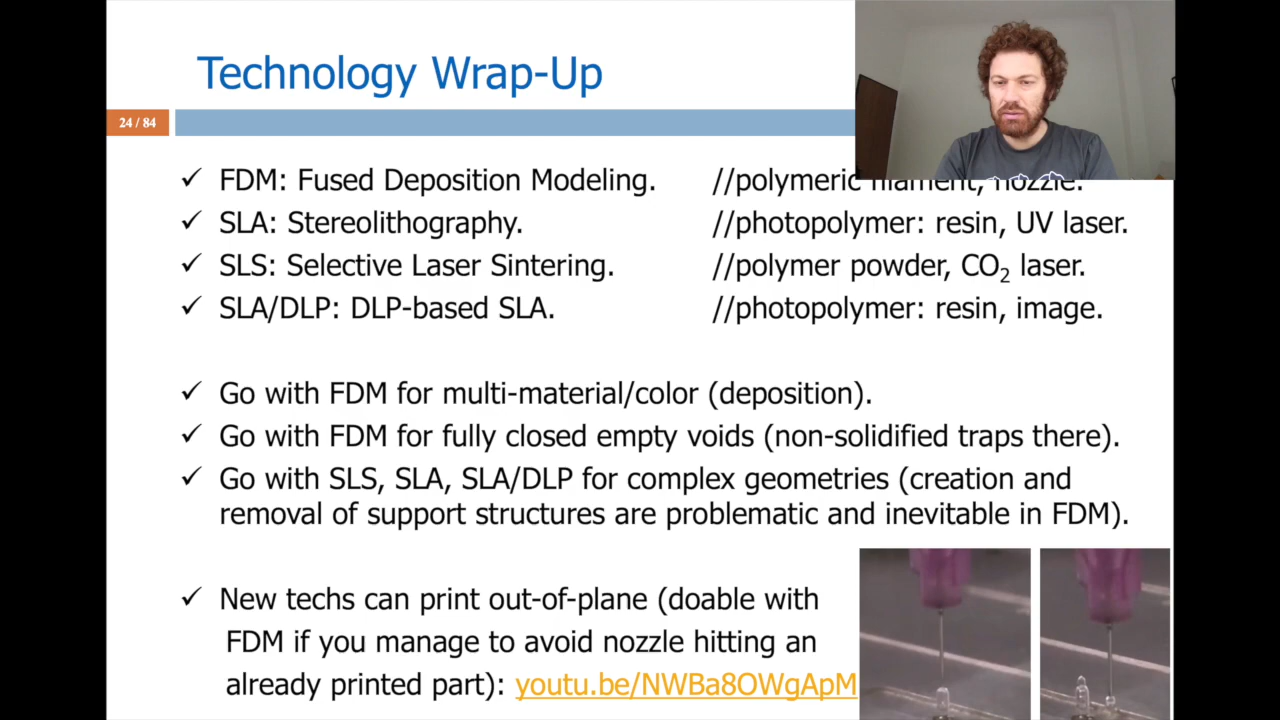 Technology Wrap-Up
24 / 84
✓ FDM: Fused Deposition Modeling. //polymeric filament, nozzle.
✓ SLA: Stereolithography. //photopolymer: resin, UV laser.
✓ SLS: Selective Laser Sintering. //polymer powder, CO₂ laser.
✓ SLA/DLP: DLP-based SLA. //photopolymer: resin, image.
✓ Go with FDM for multi-material/color (deposition).
✓ Go with FDM for fully closed empty voids (non-solidified traps there).
✓ Go with SLS, SLA, SLA/DLP for complex geometries (creation and
removal of support structures are problematic and inevitable in FDM).
✓ New techs can print out-of-plane (doable with
FDM if you manage to avoid nozzle hitting an
already printed part): youtu.be/NWBa8OWgApM